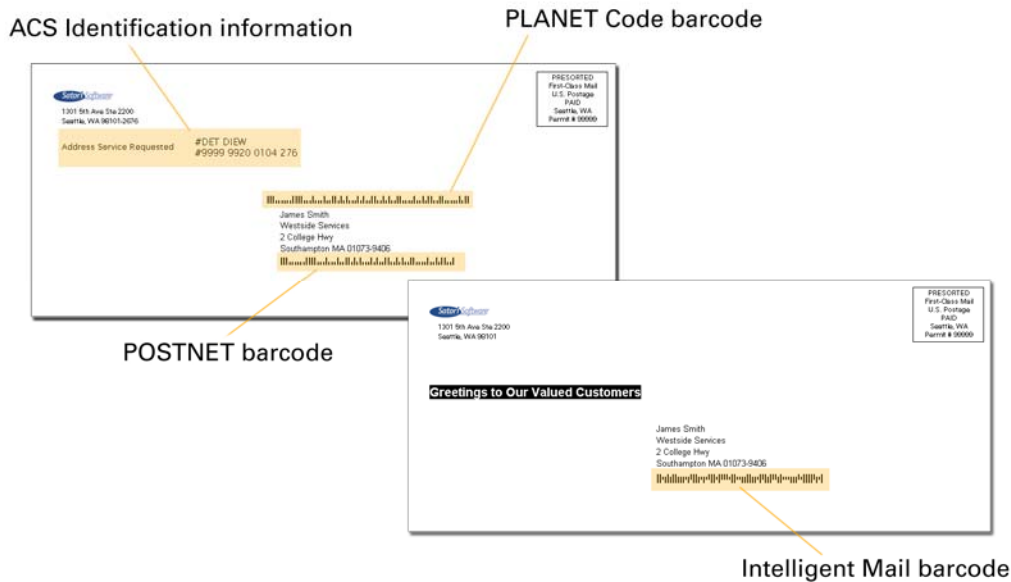 ACS Identification information
PLANET Code barcode
Satori Software
1301 5th Ave Ste 2200
Seattle, WA 98101-2676
PRESORTED
First-Class Mail
U.S. Postage
PAID
Seattle, WA
Permit # 99999
Address Service Requested
#DET DIEW
#9999 9920 0104 276
James Smith
Westside Services
2 College Hwy
Southampton MA 01073-9406
POSTNET barcode
Satori Software
1301 5th Ave Ste 2200
Seattle, WA 98101
PRESORTED
First-Class Mail
U.S. Postage
PAID
Seattle, WA
Permit # 99999
Greetings to Our Valued Customers
James Smith
Westside Services
2 College Hwy
Southampton MA 01073-9406
Intelligent Mail barcode